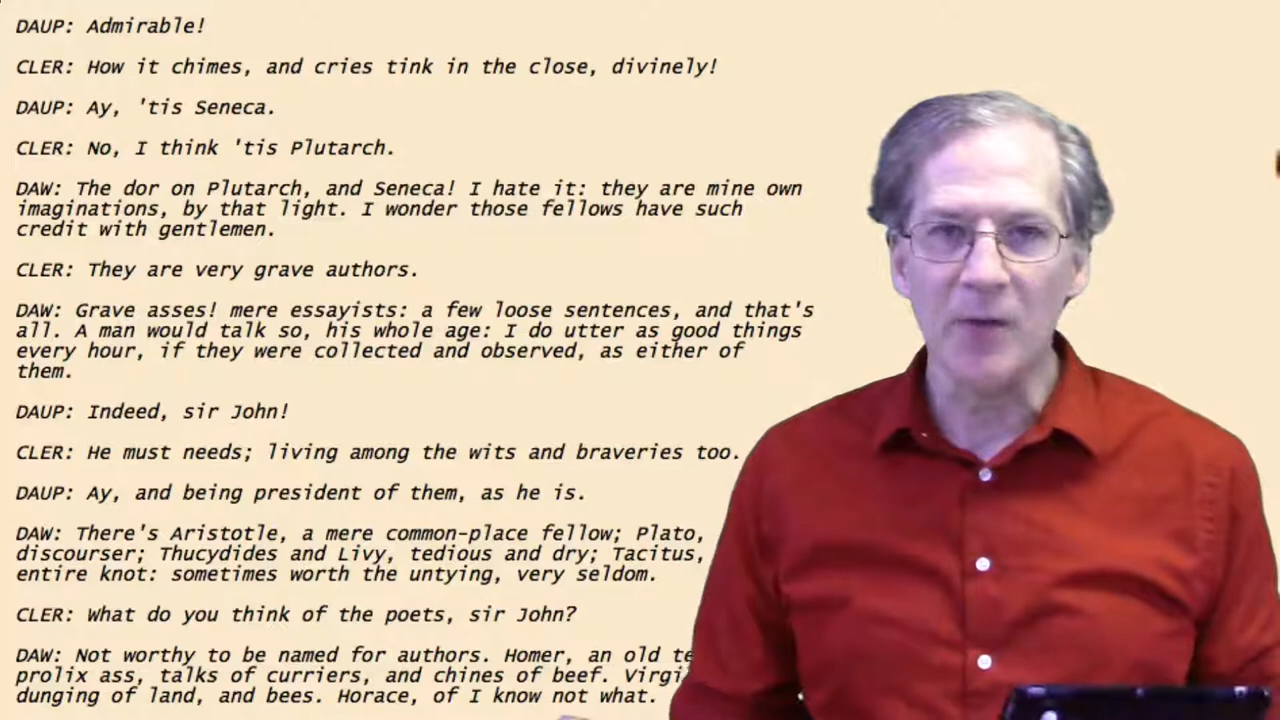 DAUP: Admirable!
CLER: How it chimes, and cries tink in the close, divinely!
DAUP: Ay, 'tis Seneca.
CLER: No, I think 'tis Plutarch.
DAW: The dor on Plutarch, and Seneca! I hate it: they are mine own
imaginations, by that light. I wonder those fellows have such
credit with gentlemen.
CLER: They are very grave authors.
DAW: Grave asses! mere essayists: a few loose sentences, and that's
all. A man would talk so, his whole age: I do utter as good things
every hour, if they were collected and observed, as either of
them.
DAUP: Indeed, sir John!
CLER: He must needs; living among the wits and braveries too.
DAUP: Ay, and being president of them, as he is.
DAW: There's Aristotle, a mere common-place fellow; Plato,
discourser; Thucydides and Livy, tedious and dry; Tacitus,
entire knot: sometimes worth the untying, very seldom.
CLER: What do you think of the poets, sir John?
DAW: Not worthy to be named for authors. Homer, an old
prolix ass, talks of curriers, and chines of beef.
dunging of land, and bees. Horace, of I know not what.